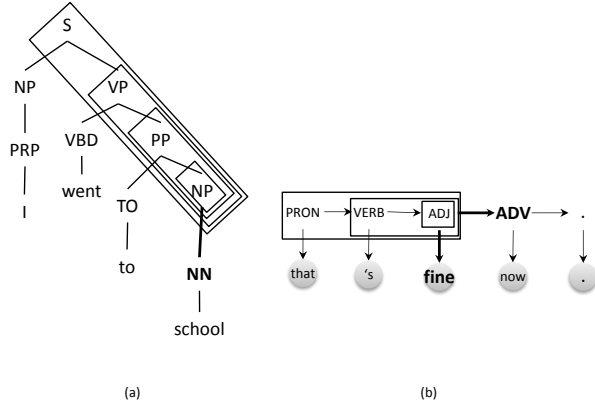 S
NP VP
PRP VBD PP
I went TO NP
to NN
school
PRON VERB ADJ ADV .
that 's fine now .
(a) (b)